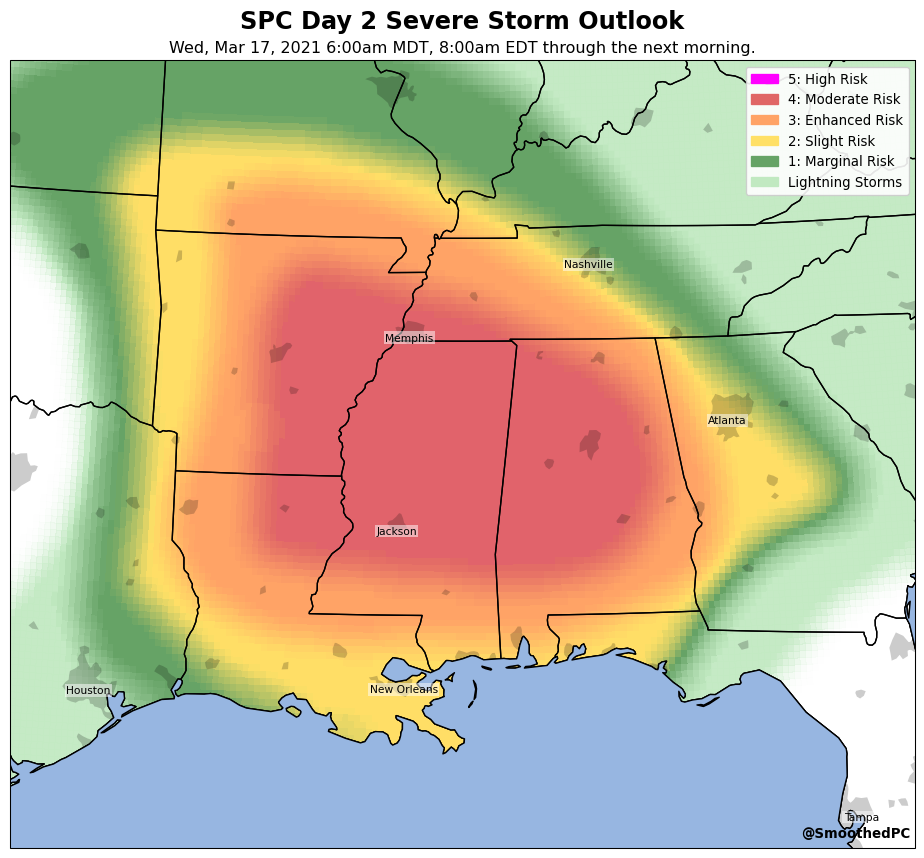 SPC Day 2 Severe Storm Outlook
Wed, Mar 17, 2021 6:00am MDT, 8:00am EDT through the next morning.
5: High Risk
4: Moderate Risk
3: Enhanced Risk
2: Slight Risk
1: Marginal Risk
Lightning Storms
Nashville
Memphis
Atlanta
Jackson
Houston
New Orleans
Tampa
@SmoothedPC